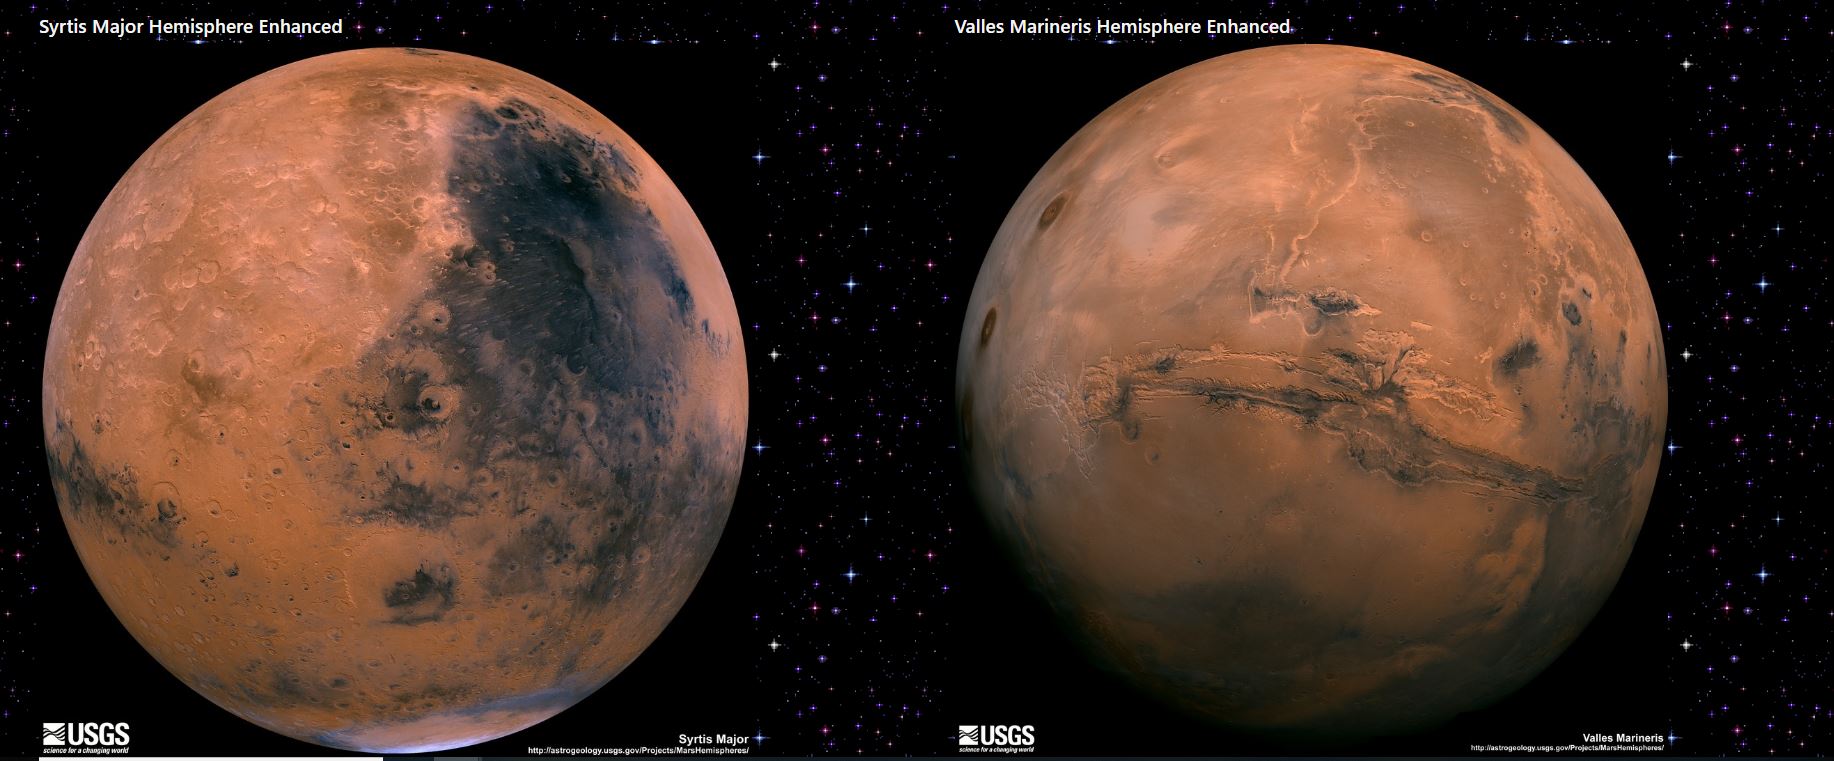 Syrtis Major Hemisphere Enhanced
USGS
science for a changing world
Syrtis Major
http://astrogeology.usgs.gov/Projects/MarsHemispheres/
Valles Marineris Hemisphere Enhanced
USGS
science for a changing world
Valles Marineris
http://astrogeology.usgs.gov/Projects/MarsHemispheres/